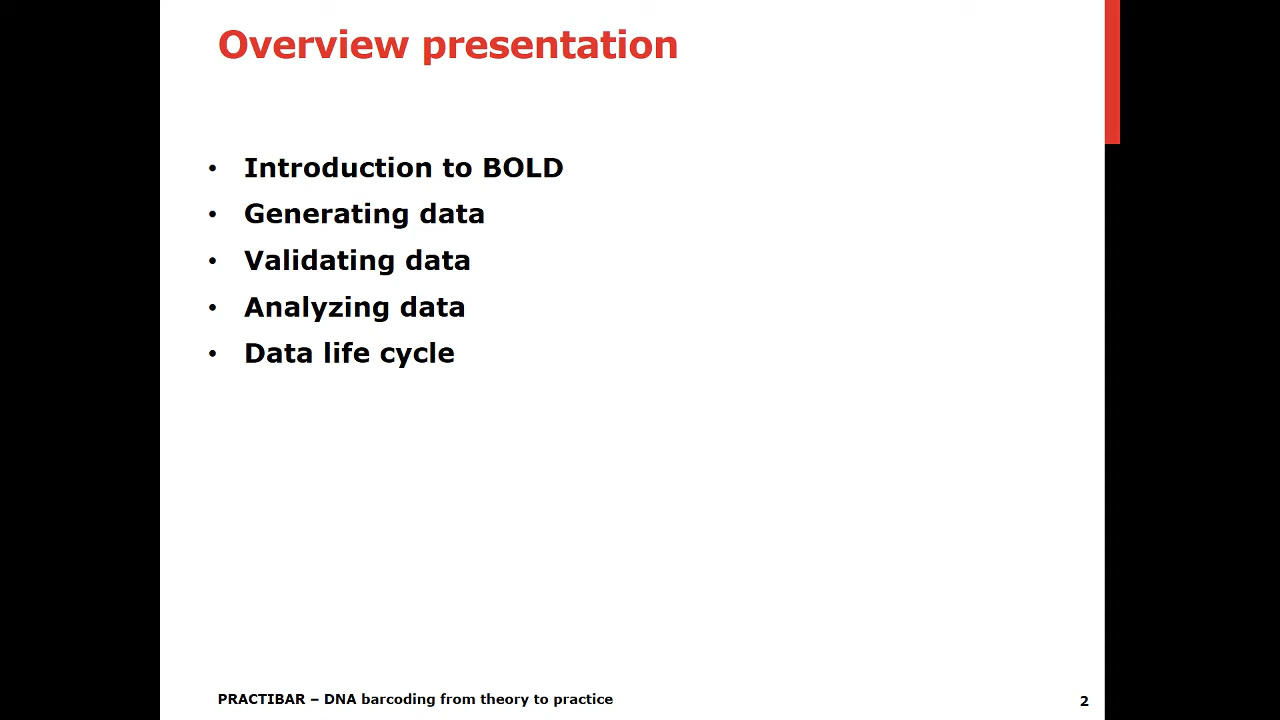 Overview presentation
• Introduction to BOLD
• Generating data
• Validating data
• Analyzing data
• Data life cycle
PRACTIBAR – DNA barcoding from theory to practice
2